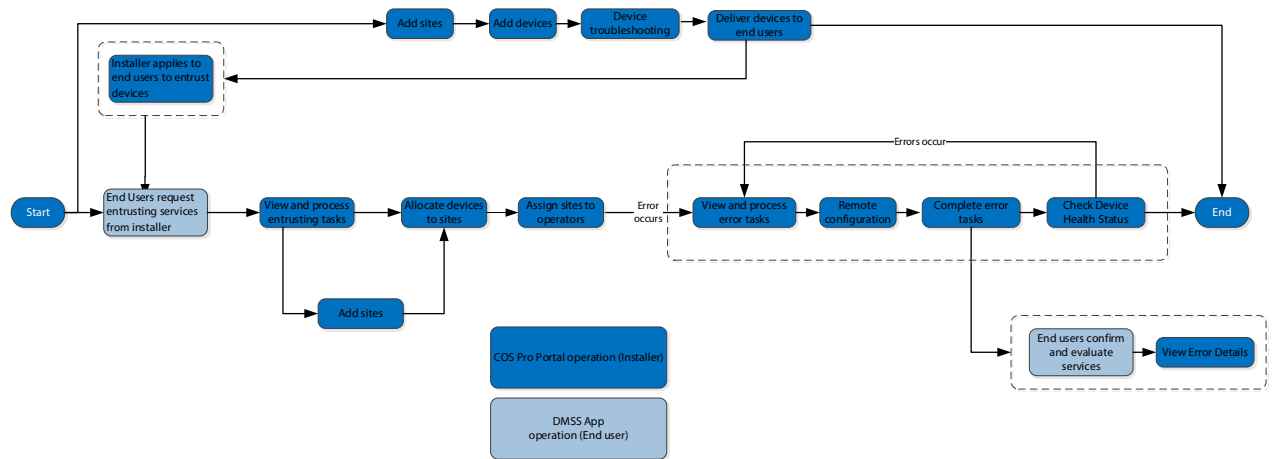 Add sites
Add devices
Device
troubleshooting
Deliver devices to
end users
Installer applies to
end users to entrust
devices
Errors occur
Start
End Users request
entrusting services
from installer
View and process
entrusting tasks
Allocate devices
to sites
Assign sites to
operators
Error
occurs
View and process
error tasks
Remote
configuration
Complete error
tasks
Check Device
Health Status
End
Add sites
End users confirm
and evaluate
services
View Error Details
COS Pro Portal operation (Installer)
DMSS App
operation (End user)